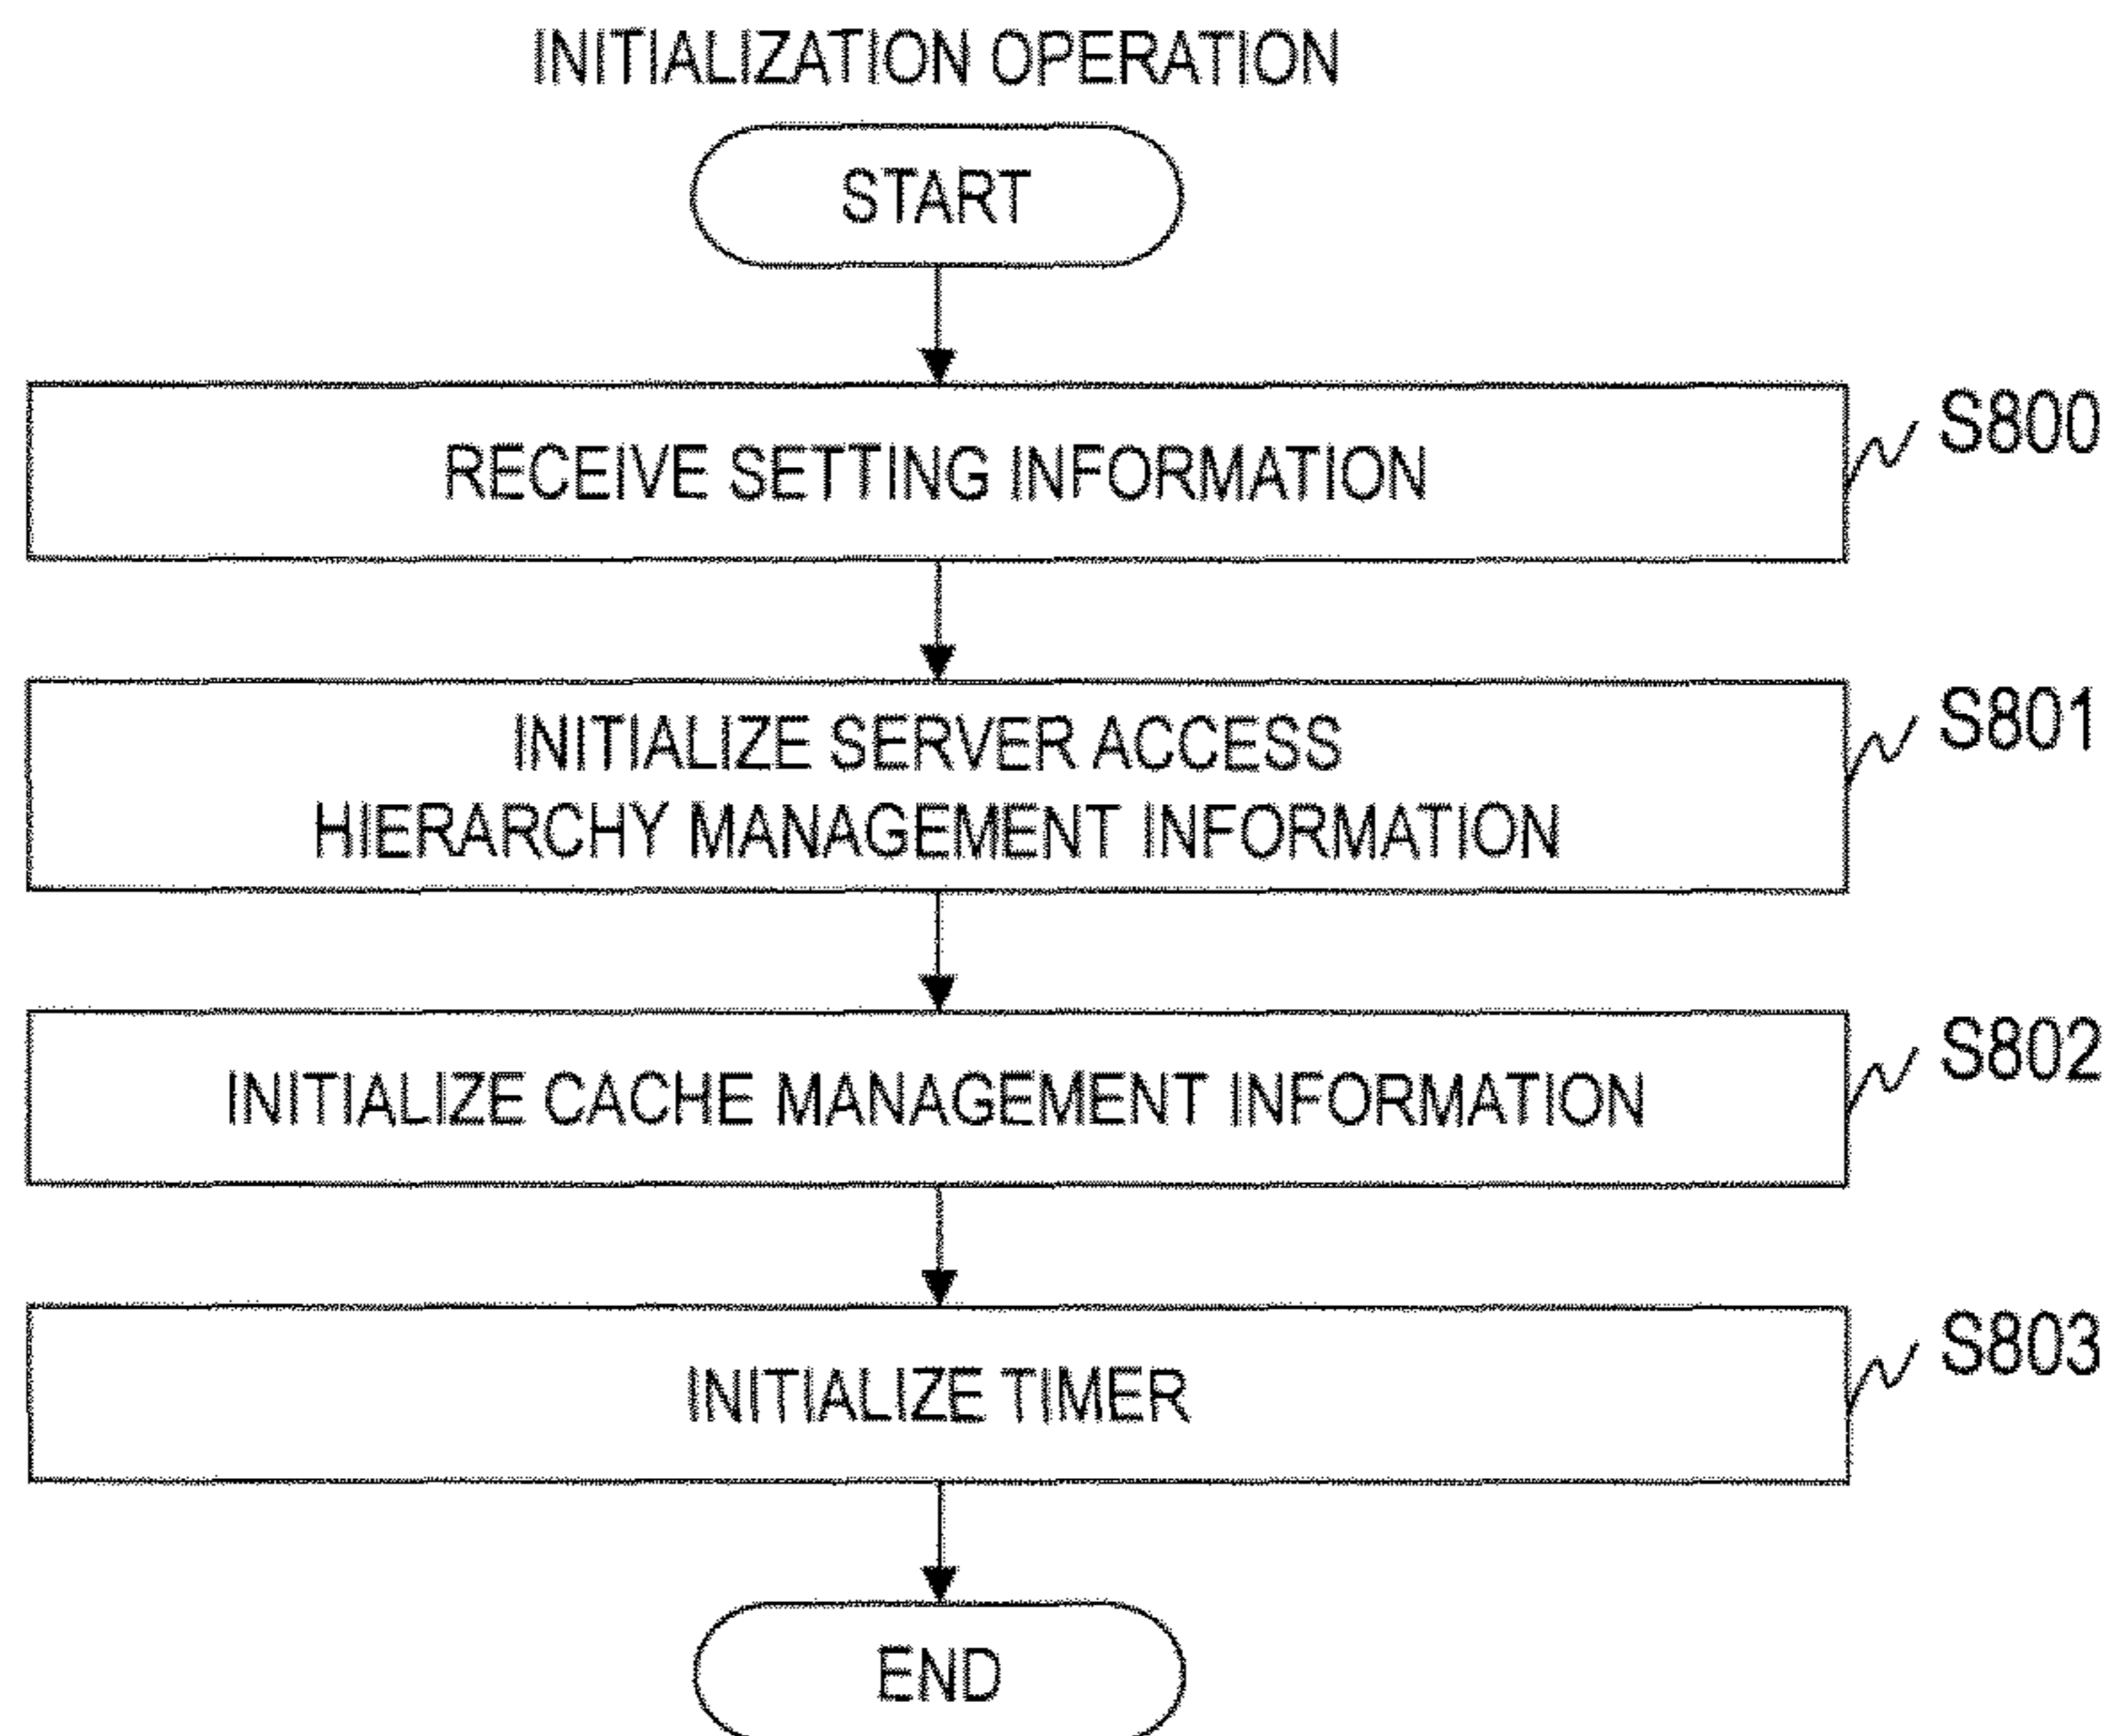 INITIALIZATION OPERATION
START
RECEIVE SETTING INFORMATION
S800
INITIALIZE SERVER ACCESS
HIERARCHY MANAGEMENT INFORMATION
S801
INITIALIZE CACHE MANAGEMENT INFORMATION
S802
INITIALIZE TIMER
S803
END